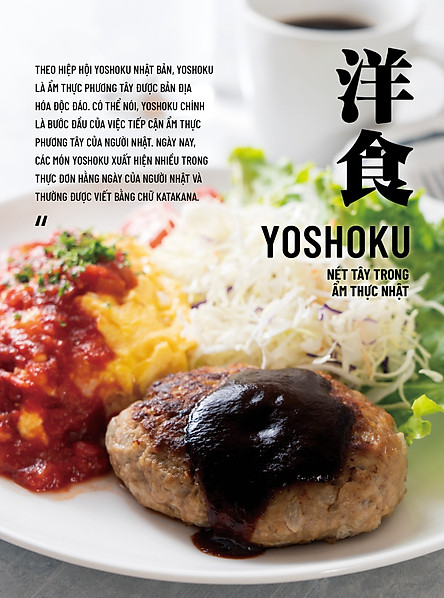 THEO HIỆP HỘI YOSHOKU NHẬT BẢN, YOSHOKU
LÀ ẨM THỰC PHƯƠNG TÂY ĐƯỢC BẢN ĐỊA
HÓA ĐỘC ĐÁO. CÓ THỂ NÓI, YOSHOKU CHÍNH
LÀ BƯỚC ĐẦU CỦA VIỆC TIẾP CẬN ẨM THỰC
PHƯƠNG TÂY CỦA NGƯỜI NHẬT. NGÀY NAY,
CÁC MÓN YOSHOKU XUẤT HIỆN NHIỀU TRONG
THỰC ĐƠN HẰNG NGÀY CỦA NGƯỜI NHẬT VÀ
THƯỜNG ĐƯỢC VIẾT BẰNG CHỮ KATAKANA.
“
洋
食
YOSHOKU
NÉT TÂY TRONG
ẨM THỰC NHẬT